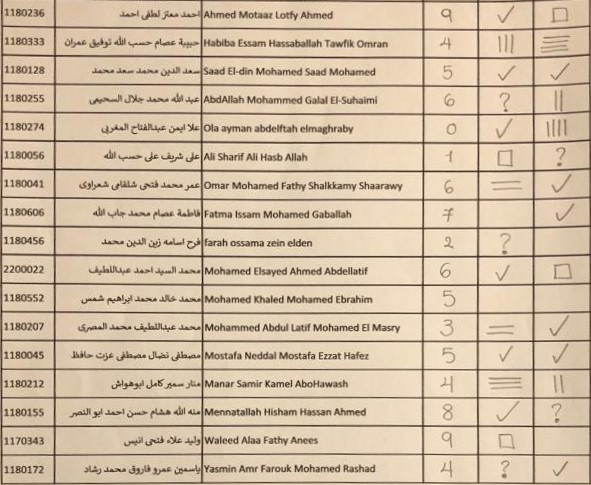 1180236 احمد معتز لطفى احمد Ahmed Motaaz Lotfy Ahmed 9 ✓ □
1180333 حبيبة عصام حسب الله توفيق عمران Habiba Essam Hassaballah Tawfik Omran 4 ||| ☰
1180128 سعد الدين محمد سعد محمد Saad El-din Mohamed Saad Mohamed 5 ✓ ✓
1180255 عبد الله محمد جلال السحيمى AbdAllah Mohammed Galal El-Suhaimi 6 ? ||
1180274 علا ايمن عبدالفتاح المغربى Ola ayman abdelftah elmaghraby 0 ✓ ||||
1180056 على شريف على حسب الله Ali Sharif Ali Hasb Allah 1 □ ?
1180041 عمر محمد فتحى شلقامى شعراوى Omar Mohamed Fathy Shalkkamy Shaarawy 6 = ✓
1180606 فاطمة عصام محمد جاب الله Fatma Issam Mohamed Gaballah 7 ✓
1180456 فرح اسامه زين الدين محمد farah ossama zein elden 2 ?
2200022 محمد السيد احمد عبداللطيف Mohamed Elsayed Ahmed Abdellatif 6 ✓ □
1180552 محمد خالد محمد ابراهيم شمس Mohamed Khaled Mohamed Ebrahim 5
1180207 محمد عبداللطيف محمد المصرى Mohammed Abdul Latif Mohamed El Masry 3 = ✓
1180045 مصطفى نضال مصطفى عزت حافظ Mostafa Neddal Mostafa Ezzat Hafez 5 ✓ ✓
1180212 منار سمير كامل ابوهواش Manar Samir Kamel AboHawash 4 ☰ ||
1180155 منه الله هشام حسن احمد ابو النصر Mennatallah Hisham Hassan Ahmed 8 ✓ ?
1170343 وليد علاء فتحى انيس Waleed Alaa Fathy Anees 9 □
1180172 ياسمين عمرو فاروق محمد رشاد Yasmin Amr Farouk Mohamed Rashad 4 ? ✓